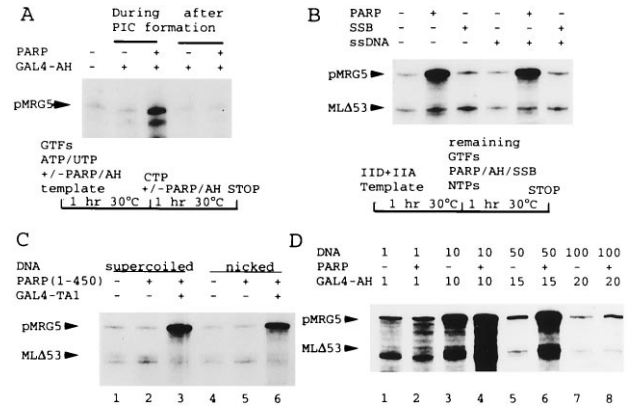 A
During after
PIC formation
PARP - - + - +
GAL4-AH - + + + +
pMRG5
GTFs
ATP/UTP
+/-PARP/AH
template
CTP
+/-PARP/AH STOP
1 hr 30°C 1 hr 30°C
B
PARP - + - - + -
SSB - - + - - +
ssDNA - - - + + +
pMRG5
MLΔ53
IID+IIA
Template
remaining
GTFs
PARP/AH/SSB
NTPs
STOP
1 hr 30°C 1 hr 30°C
C
DNA supercoiled nicked
PARP(1-450) - + + - + +
GAL4-TA1 - - + - - +
pMRG5
MLΔ53
1 2 3 4 5 6
D
DNA 1 1 10 10 50 50 100 100
PARP - + - + - + - +
GAL4-AH 1 1 10 10 15 15 20 20
pMRG5
MLΔ53
1 2 3 4 5 6 7 8